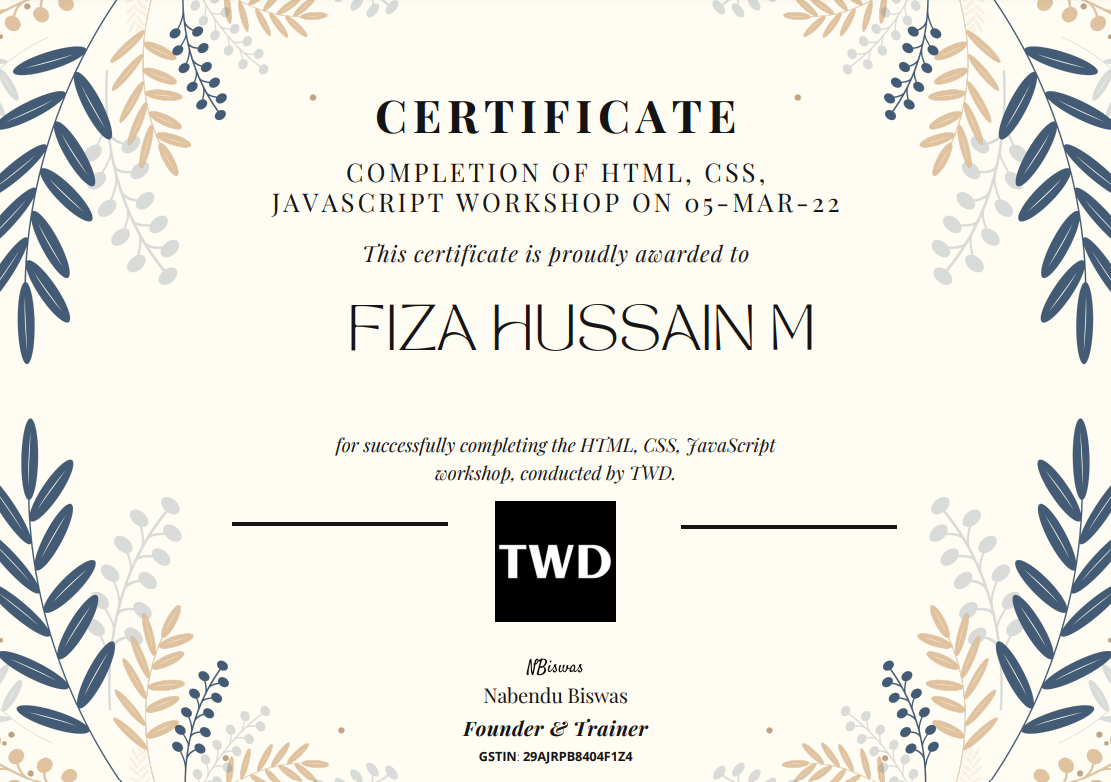 CERTIFICATE
COMPLETION OF HTML, CSS,
JAVASCRIPT WORKSHOP ON 05-MAR-22
This certificate is proudly awarded to
FIZA HUSSAIN M
for successfully completing the HTML, CSS, JavaScript
workshop, conducted by TWD.
TWD
NBiswas
Nabendu Biswas
Founder & Trainer
GSTIN: 29AJRPB8404F1Z4